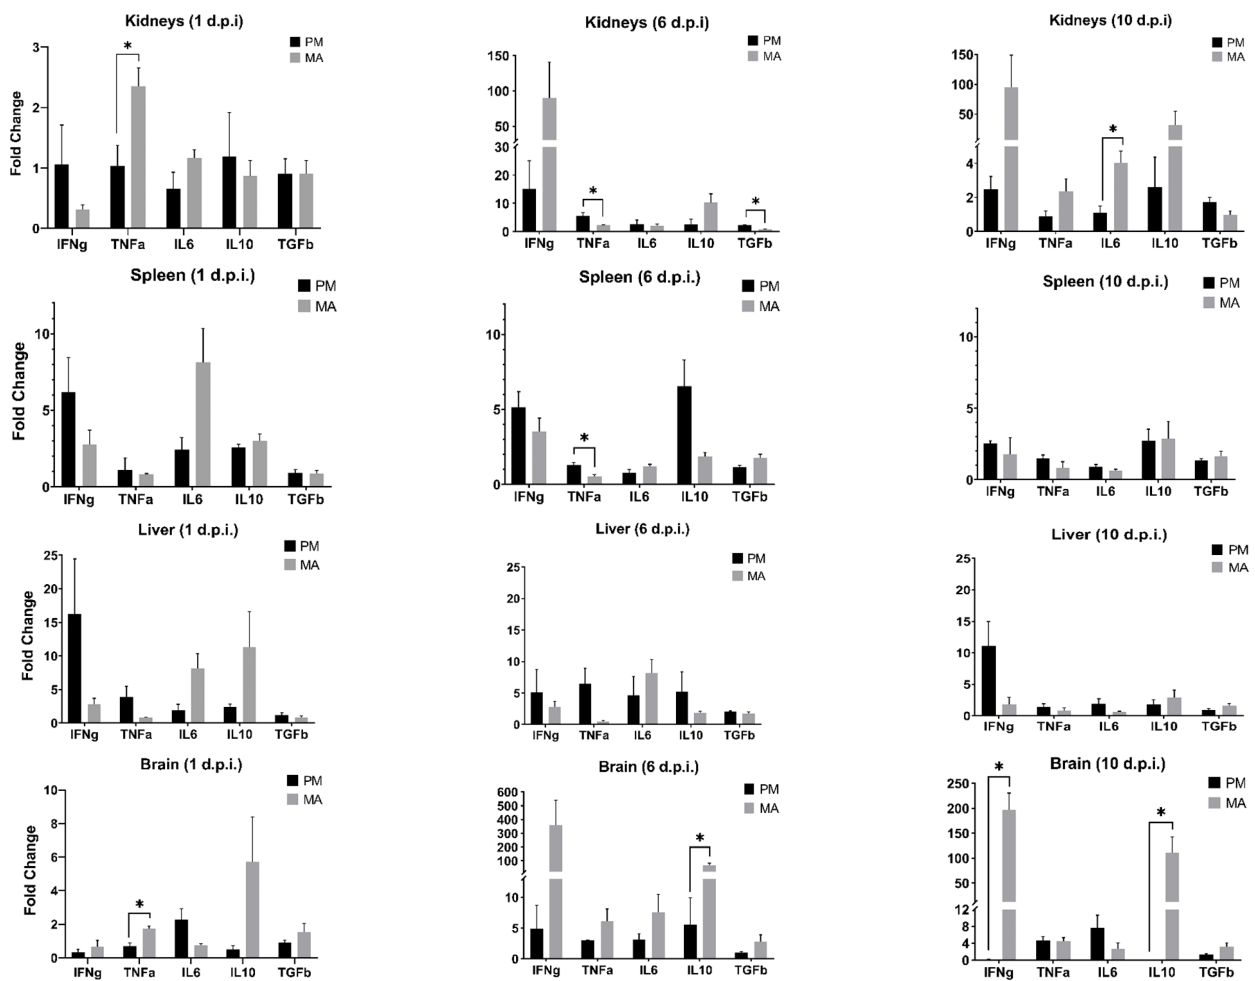 Kidneys (1 d.p.i)
PM
MA
Fold Change
3
2
1
0
*
IFNg TNFa IL6 IL10 TGFb
Kidneys (6 d.p.i)
PM
MA
150
100
50
30
20
10
0
*
*
IFNg TNFa IL6 IL10 TGFb
Kidneys (10 d.p.i)
PM
MA
150
100
50
4
2
0
*
IFNg TNFa IL6 IL10 TGFb
Spleen (1 d.p.i.)
PM
MA
Fold Change
10
5
0
IFNg TNFa IL6 IL10 TGFb
Spleen (6 d.p.i.)
PM
MA
10
5
0
*
IFNg TNFa IL6 IL10 TGFb
Spleen (10 d.p.i.)
PM
MA
10
5
0
IFNg TNFa IL6 IL10 TGFb
Liver (1 d.p.i.)
PM
MA
Fold Change
25
20
15
10
5
0
IFNg TNFa IL6 IL10 TGFb
Liver (6 d.p.i.)
PM
MA
25
20
15
10
5
0
IFNg TNFa IL6 IL10 TGFb
Liver (10 d.p.i.)
PM
MA
25
20
15
10
5
0
IFNg TNFa IL6 IL10 TGFb
Brain (1 d.p.i.)
PM
MA
Fold Change
10
8
6
4
2
0
*
IFNg TNFa IL6 IL10 TGFb
Brain (6 d.p.i.)
PM
MA
600
500
400
300
200
100
10
5
0
*
IFNg TNFa IL6 IL10 TGFb
Brain (10 d.p.i.)
PM
MA
250
200
150
100
50
12
8
4
0
*
*
IFNg TNFa IL6 IL10 TGFb